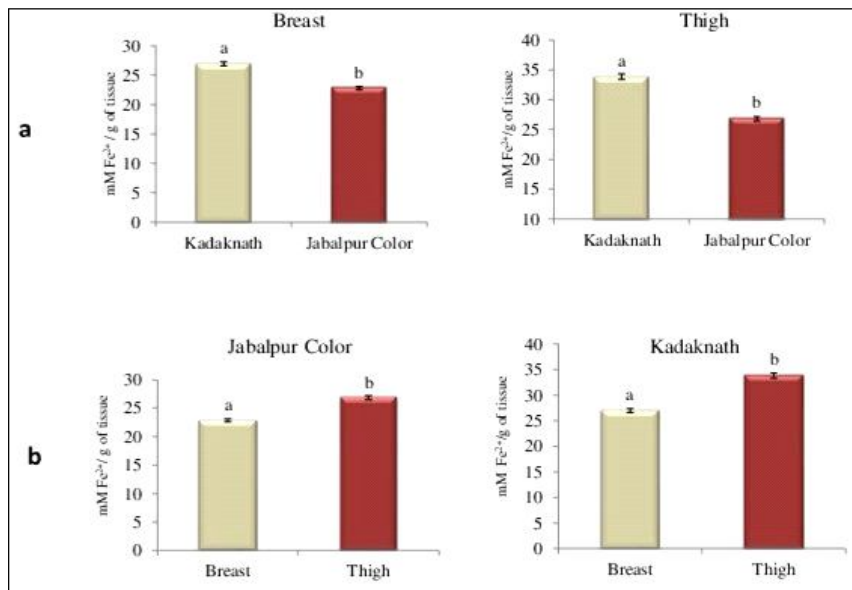 Breast
30
25
20
15
10
5
0
mM Fe²⁺/ g of tissue
a
b
Kadaknath
Jabalpur Color
Thigh
40
35
30
25
20
15
10
mM Fe²⁺/g of tissue
a
b
Kadaknath
Jabalpur Color
a
Jabalpur Color
30
25
20
15
10
5
0
mM Fe²⁺/ g of tissue
a
b
Breast
Thigh
Kadaknath
40
35
30
25
20
15
10
5
0
mM Fe²⁺/g of tissue
a
b
Breast
Thigh
b